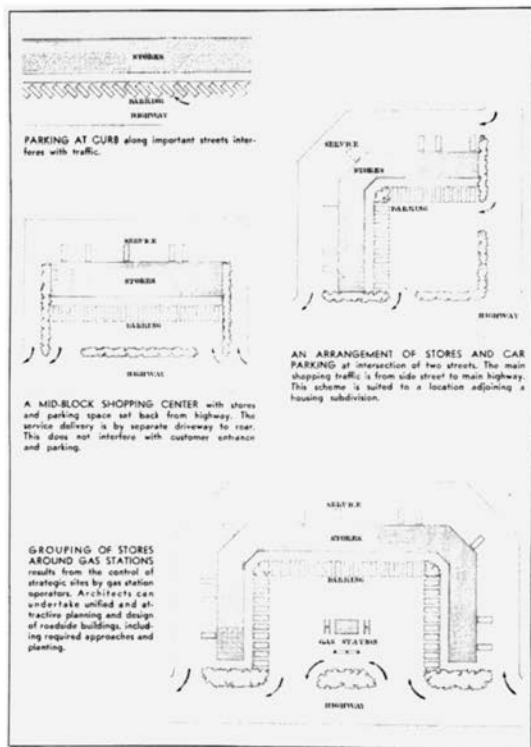 STORES
PARKING
HIGHWAY
PARKING AT CURB along important streets inter-
feres with traffic.
SERVICE
STORES
PARKING
HIGHWAY
A MID-BLOCK SHOPPING CENTER with stores
and parking space set back from highway. The
service delivery is by separate driveway to rear.
This does not interfere with customer entrance
and parking.
SERVICE
STORES
PARKING
HIGHWAY
AN ARRANGEMENT OF STORES AND CAR
PARKING at intersection of two streets. The main
shopping traffic is from side street to main highway.
This scheme is suited to a location adjoining a
housing subdivision.
GROUPING OF STORES
AROUND GAS STATIONS
results from the control of
strategic sites by gas station
operators. Architects can
undertake unified and at-
tractive planning and design
of roadside buildings, includ-
ing required approaches and
planting.
SERVICE
STORES
PARKING
GAS STATION
HIGHWAY